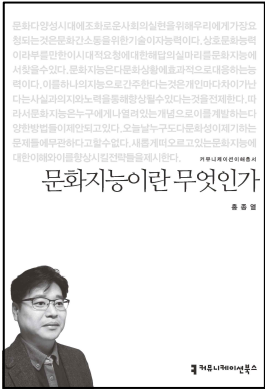 문화다양성시대에조화로운사회의실현을위해우리에게가장요
청되는것은문화간소통을위한기술이자능력이다.상호문화능력
이라부를만한이시대적요청에대한해답의실마리를문화지능에
서찾을수있다.문화지능은다문화상황에효과적으로대응하는능
력이다.이를하나의지능으로간주한다는것은개인마다차이가난
다는사실과의지와노력을통해향상될수있다는것을전제한다.따
라서문화지능은누구에게나열려있는개념으로이를계발하는다
양한방법들이제안되고있다.오늘날누구도다문화성이제기하는
문제들에무관하다고할수없다.새롭게떠오르고있는문화지능에
대한이해와이를향상시킬전략들을제시한다.
커뮤니케이션이해총서
문화지능이란 무엇인가
홍종열
커뮤니케이션북스